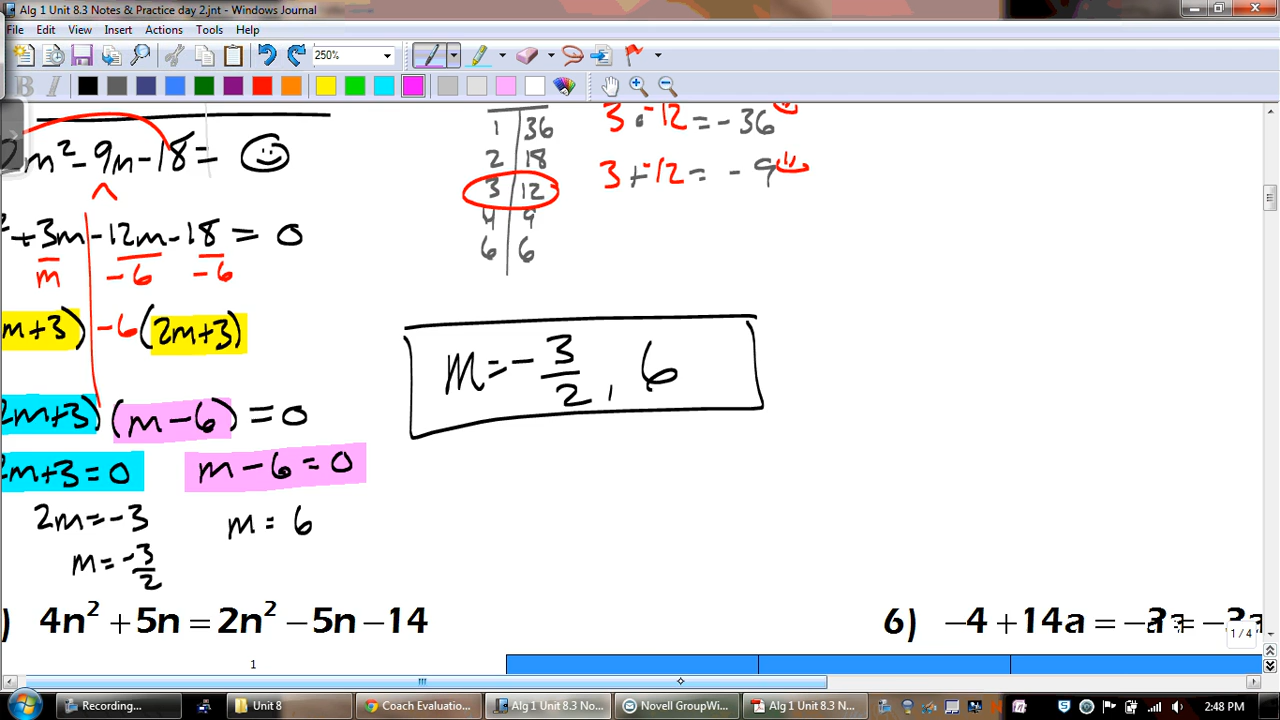 Alg 1 Unit 8.3 Notes & Practice day 2.jnt - Windows Journal
File Edit View Insert Actions Tools Help
250%
B I U
2m² - 9m - 18 =
² + 3m - 12m - 18 = 0
m -6 -6
m+3) -6(2m+3)
2m+3) (m-6) = 0
2m+3=0 m-6=0
2m=-3 m=6
m=-3/2
1 36
2 18
3 12
4 9
6 6
3 · -12 = -36
3 + -12 = -9
m = -3/2, 6
) 4n² + 5n = 2n² - 5n - 14
6) -4 + 14a = -3a
1 / 4
1
Recording... Unit 8 Coach Evaluatio... Alg 1 Unit 8.3 No... Novell GroupWi... Alg 1 Unit 8.3 No...
2:48 PM